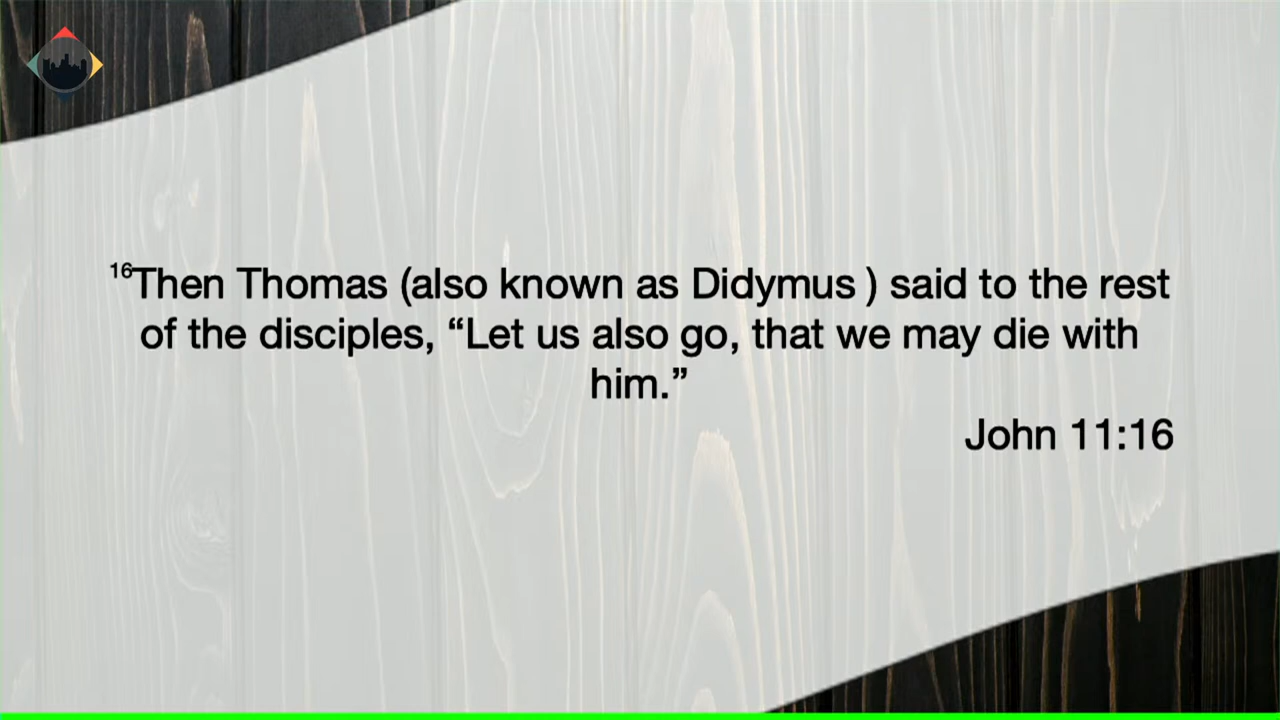 ¹⁶Then Thomas (also known as Didymus ) said to the rest
of the disciples, “Let us also go, that we may die with
him.”
John 11:16